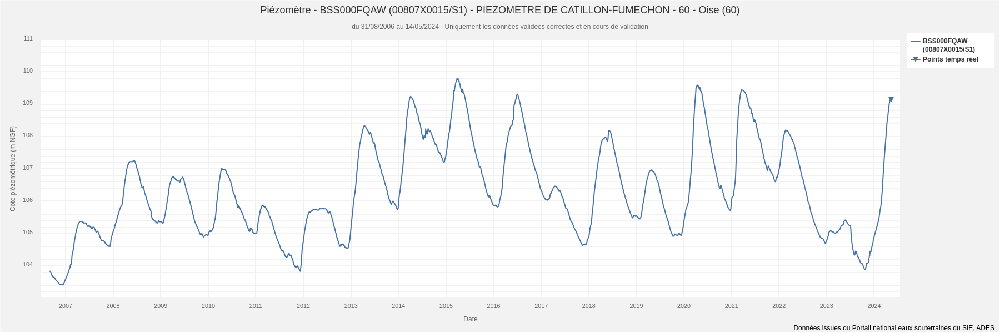 Piézomètre - BSS000FQAW (00807X0015/S1) - PIEZOMETRE DE CATILLON-FUMECHON - 60 - Oise (60)
du 31/08/2006 au 14/05/2024 - Uniquement les données validées correctes et en cours de validation
BSS000FQAW
(00807X0015/S1)
Points temps réel
Cote piézométrique (m NGF)
111
110
109
108
107
106
105
104
2007 2008 2009 2010 2011 2012 2013 2014 2015 2016 2017 2018 2019 2020 2021 2022 2023 2024
Date
Données issues du Portail national eaux souterraines du SIE, ADES